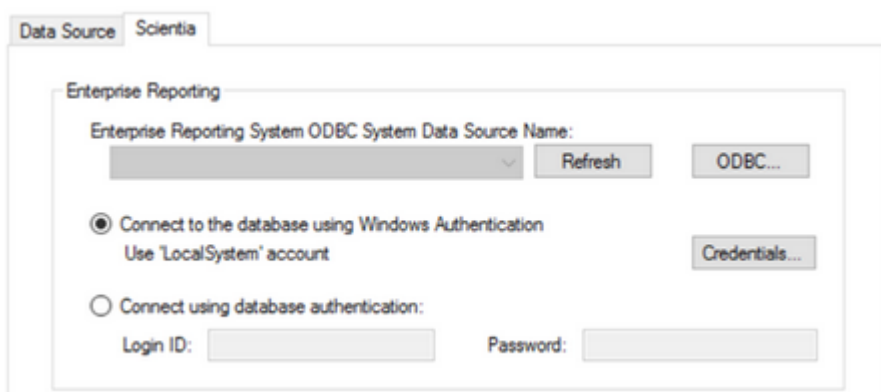 Data Source Scientia
Enterprise Reporting
Enterprise Reporting System ODBC System Data Source Name:
Refresh ODBC...
Connect to the database using Windows Authentication
Use 'LocalSystem' account Credentials...
Connect using database authentication:
Login ID: Password: